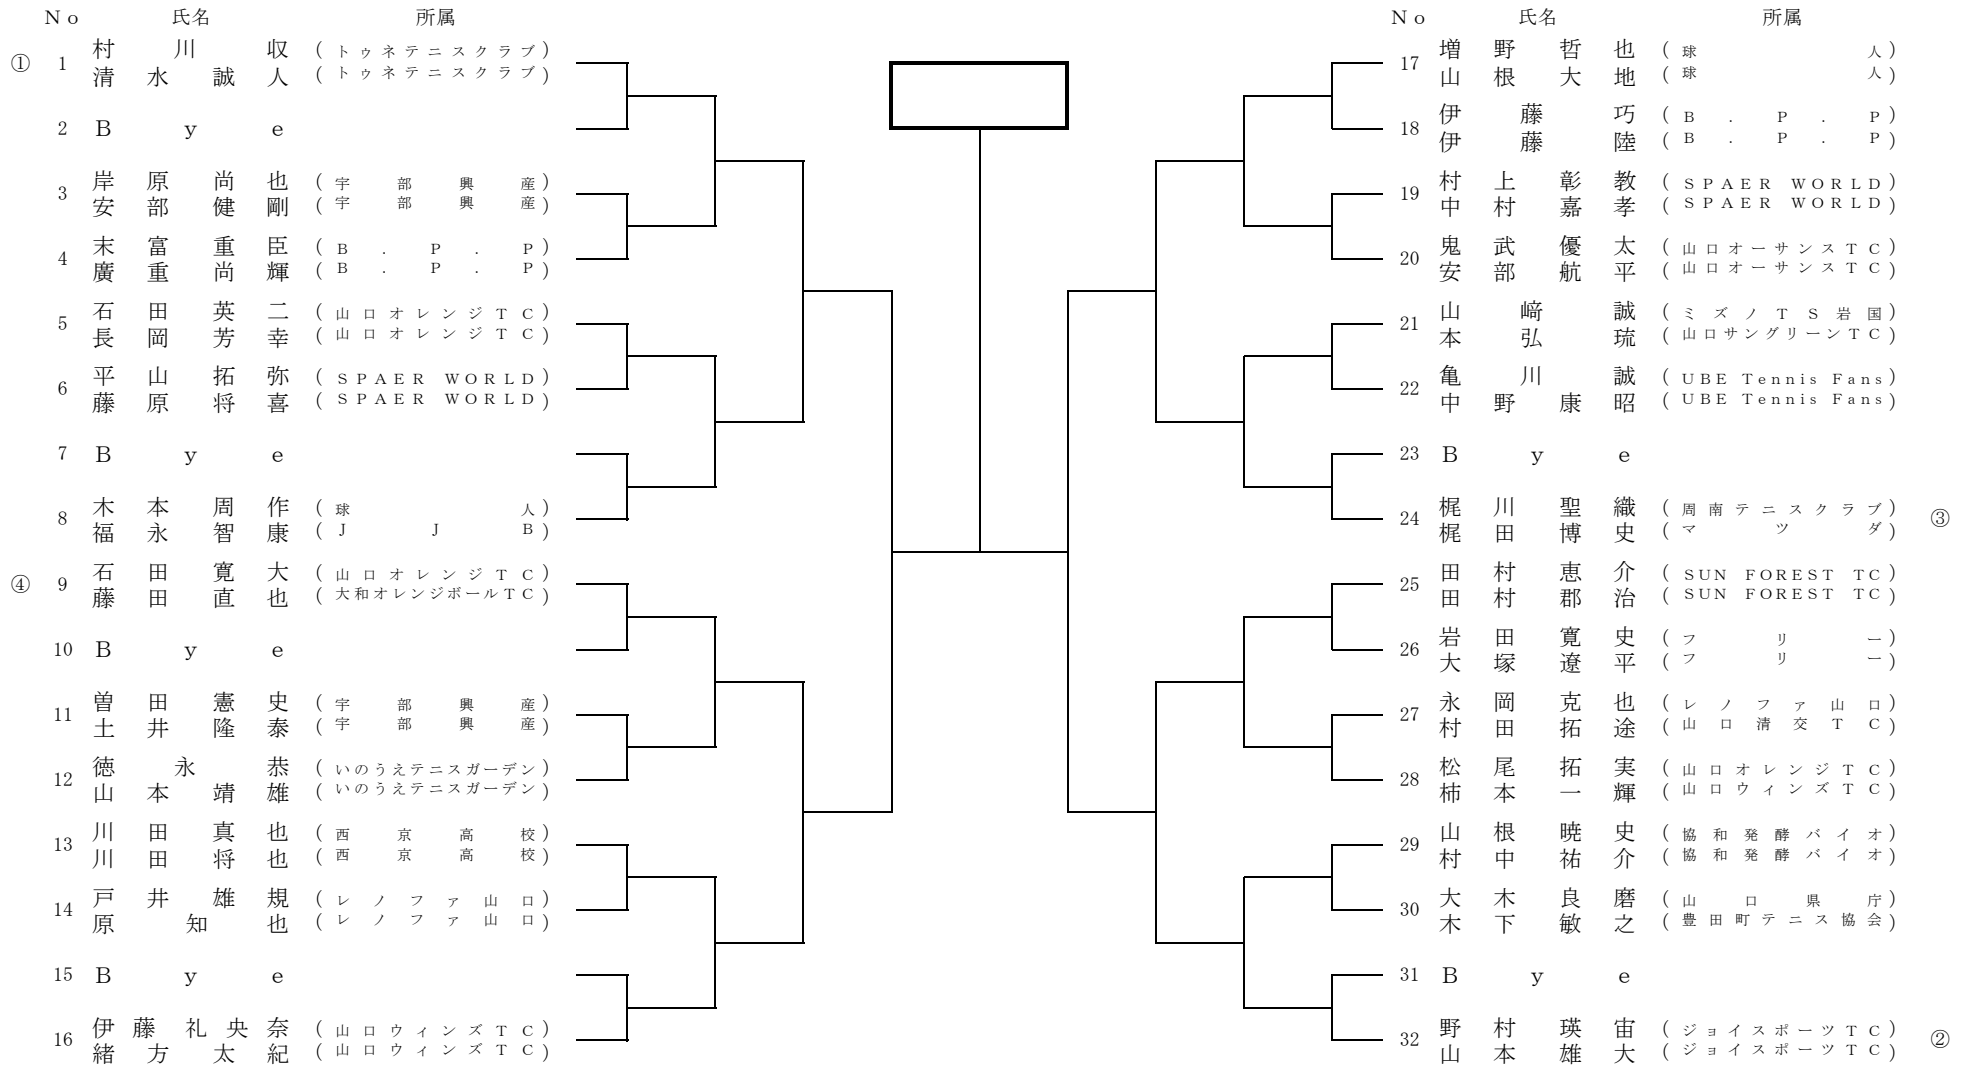 No 氏名 所属
① 1 村川収 (トゥネテニスクラブ)
清水誠人 (トゥネテニスクラブ)
2 Bye
3 岸原尚也 (宇部興産)
安部健剛 (宇部興産)
4 末富重臣 (B.P.P)
廣重尚輝 (B.P.P)
5 石田英二 (山口オレンジTC)
長岡芳幸 (山口オレンジTC)
6 平山拓弥 (SPAER WORLD)
藤原将喜 (SPAER WORLD)
7 Bye
8 木本周作 (球人)
福永智康 (JJB)
④ 9 石田寛大 (山口オレンジTC)
藤田直也 (大和オレンジボールTC)
10 Bye
11 曽田憲史 (宇部興産)
土井隆泰 (宇部興産)
12 徳永恭 (いのうえテニスガーデン)
山本靖雄 (いのうえテニスガーデン)
13 川田真也 (西京高校)
川田将也 (西京高校)
14 戸井雄規 (レノファ山口)
原知也 (レノファ山口)
15 Bye
16 伊藤礼央奈 (山口ウィンズTC)
緒方太紀 (山口ウィンズTC)
No 氏名 所属
17 増野哲也 (球人)
山根大地 (球人)
18 伊藤巧 (B.P.P)
伊藤陸 (B.P.P)
19 村上彰教 (SPAER WORLD)
中村嘉孝 (SPAER WORLD)
20 鬼武優太 (山口オーサンスTC)
安部航平 (山口オーサンスTC)
21 山﨑誠 (ミズノTS岩国)
本弘琉 (山口サングリーンTC)
22 亀川誠 (UBE Tennis Fans)
中野康昭 (UBE Tennis Fans)
23 Bye
24 梶川聖織 (周南テニスクラブ) ③
梶田博史 (マツダ)
25 田村恵介 (SUN FOREST TC)
田村郡治 (SUN FOREST TC)
26 岩田寛史 (フリー)
大塚遼平 (フリー)
27 永岡克也 (レノファ山口)
村田拓途 (山口清交TC)
28 松尾拓実 (山口オレンジTC)
柿本一輝 (山口ウィンズTC)
29 山根暁史 (協和発酵バイオ)
村中祐介 (協和発酵バイオ)
30 大木良磨 (山口県庁)
木下敏之 (豊田町テニス協会)
31 Bye
32 野村瑛宙 (ジョイスポーツTC) ②
山本雄大 (ジョイスポーツTC)